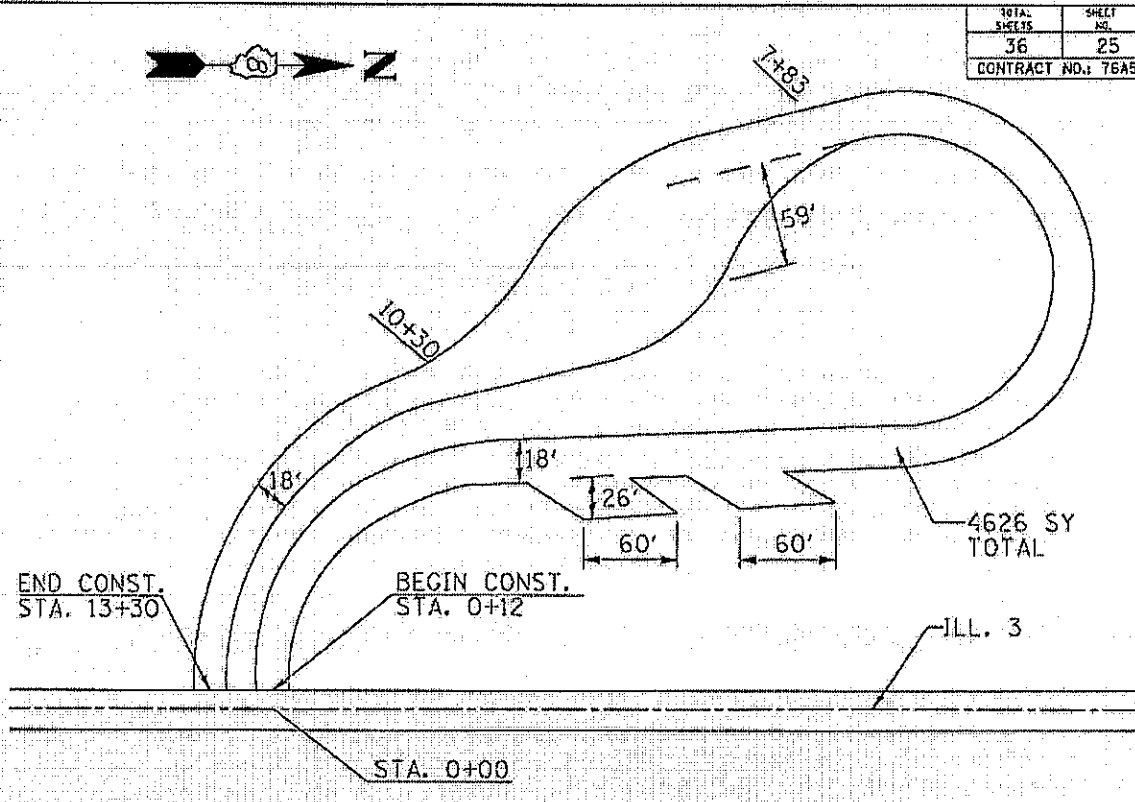 TOTAL SHEETS
SHEET NO.
36
25
CONTRACT NO.: 76A5
N
7+83
59'
10+30
18'
18'
26'
60'
60'
4626 SY
TOTAL
END CONST.
STA. 13+30
BEGIN CONST.
STA. 0+12
ILL. 3
STA. 0+00